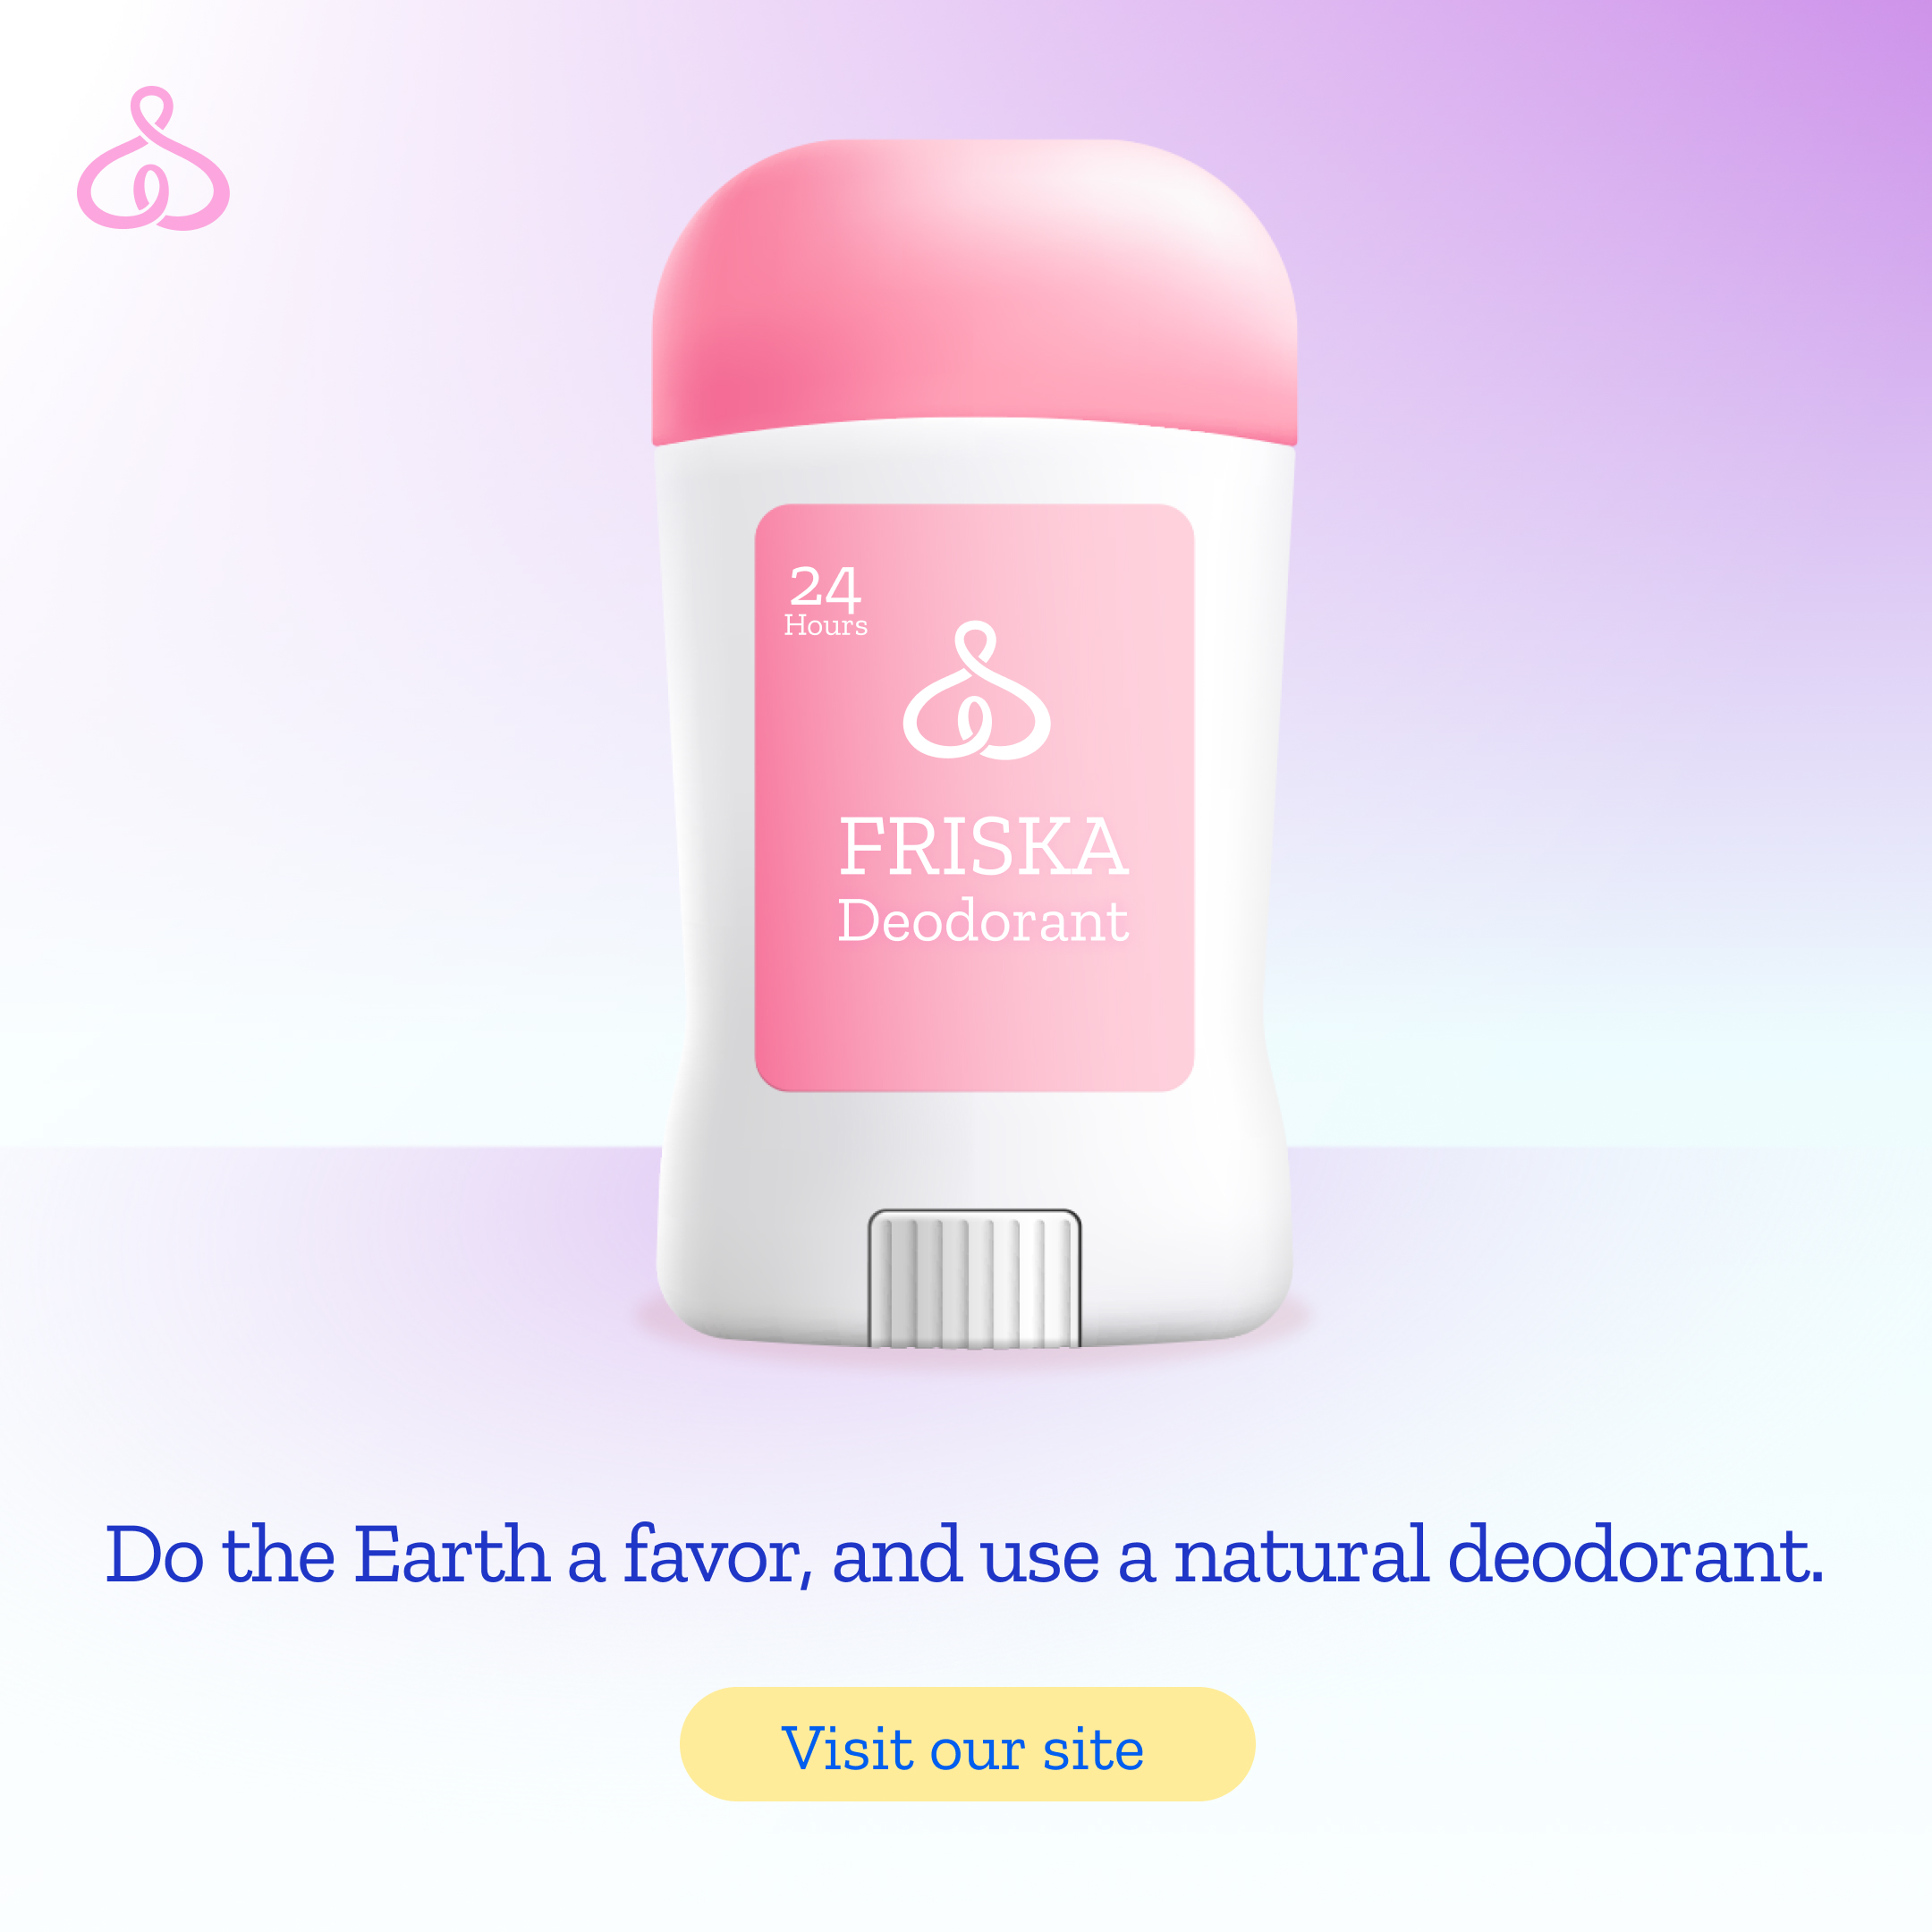 24
Hours
FRISKA
Deodorant
Do the Earth a favor, and use a natural deodorant.
Visit our site